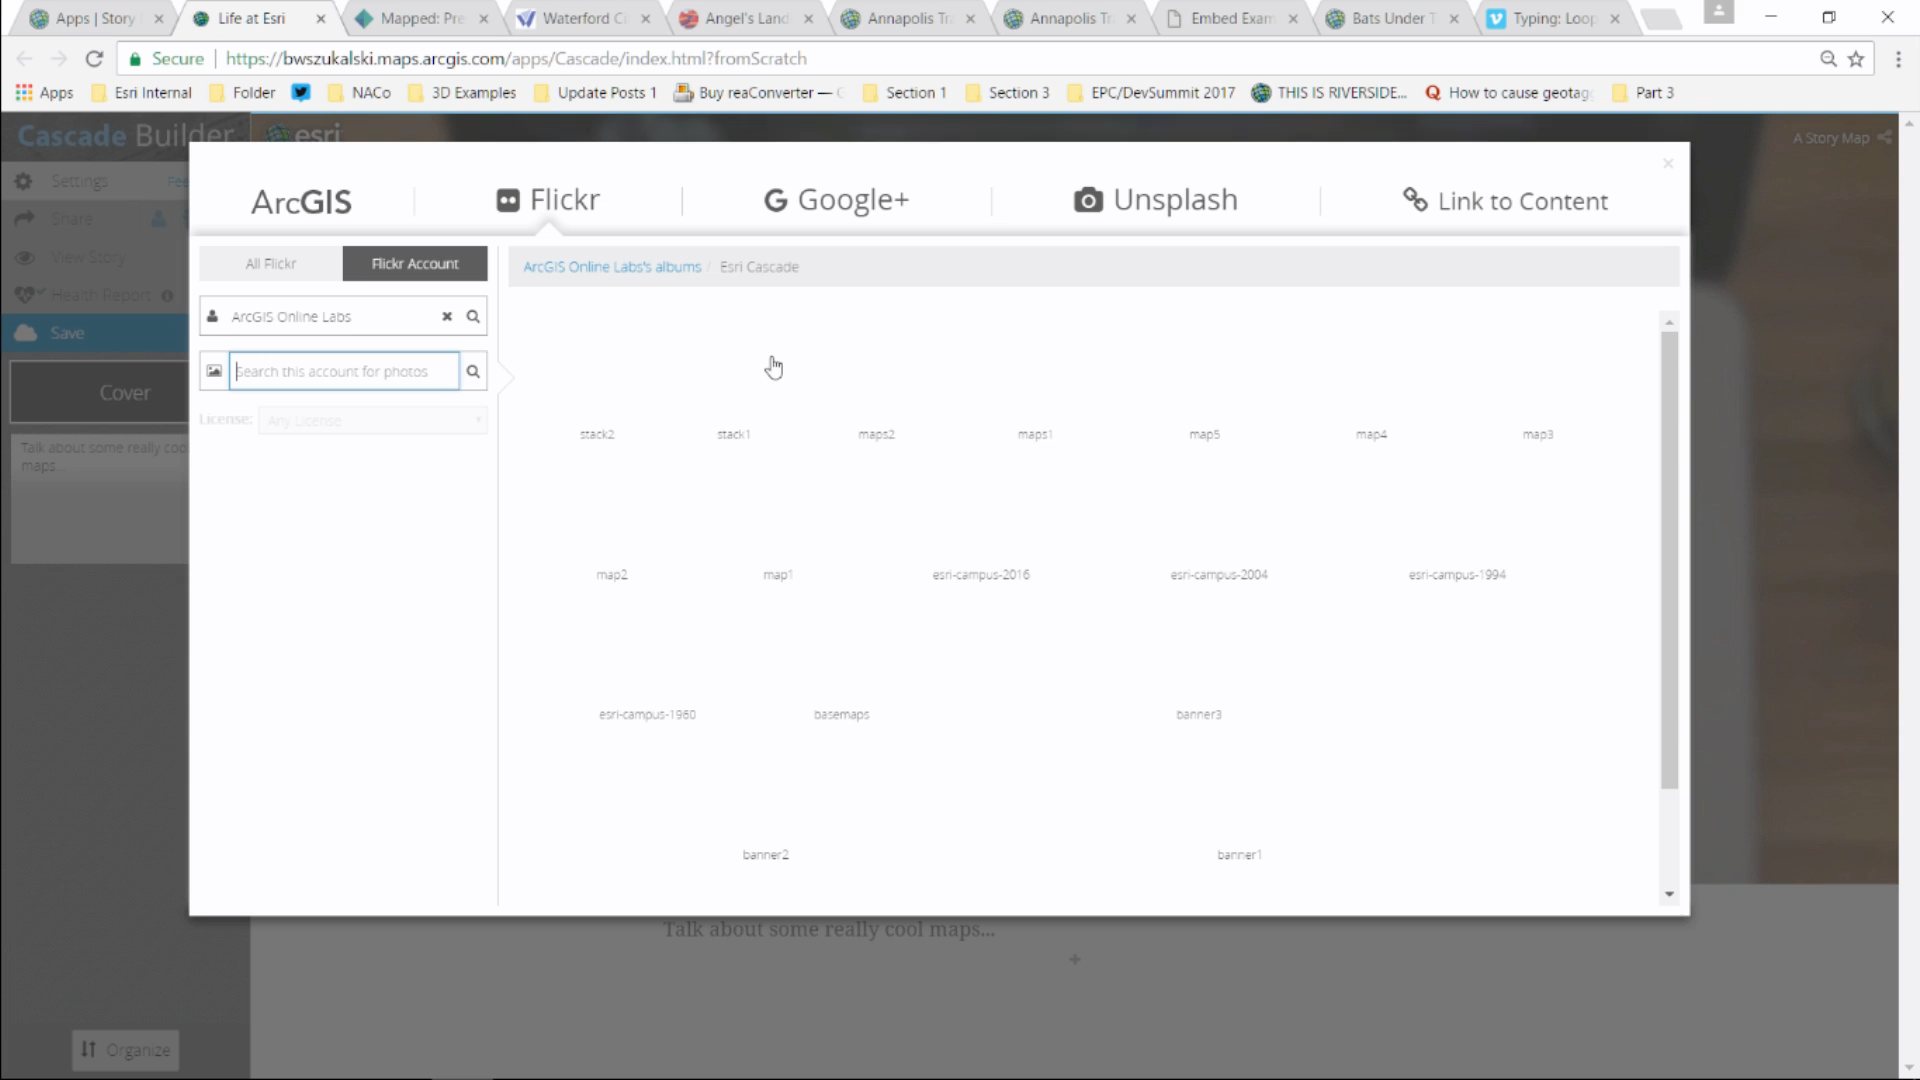 Apps | Story
Life at Esri
Mapped: Pre
Waterford Ci
Angel's Land
Annapolis Tr
Annapolis Tr
Embed Exam
Bats Under T
Typing: Loop
Secure
https://bwszukalski.maps.arcgis.com/apps/Cascade/index.html?fromScratch
Apps
Esri Internal
Folder
NACo
3D Examples
Update Posts 1
Buy reaConverter —
Section 1
Section 3
EPC/DevSummit 2017
THIS IS RIVERSIDE...
How to cause geotag
Part 3
Cascade Builder
esri
A Story Map
Settings
Fee
Share
View Story
Health Report
Save
Cover
Talk about some really coo
maps...
Organize
ArcGIS
Flickr
Google+
Unsplash
Link to Content
All Flickr
Flickr Account
ArcGIS Online Labs
Search this account for photos
License:
Any License
ArcGIS Online Labs's albums / Esri Cascade
stack2
stack1
maps2
maps1
map5
map4
map3
map2
map1
esri-campus-2016
esri-campus-2004
esri-campus-1994
esri-campus-1960
basemaps
banner3
banner2
banner1
Talk about some really cool maps...